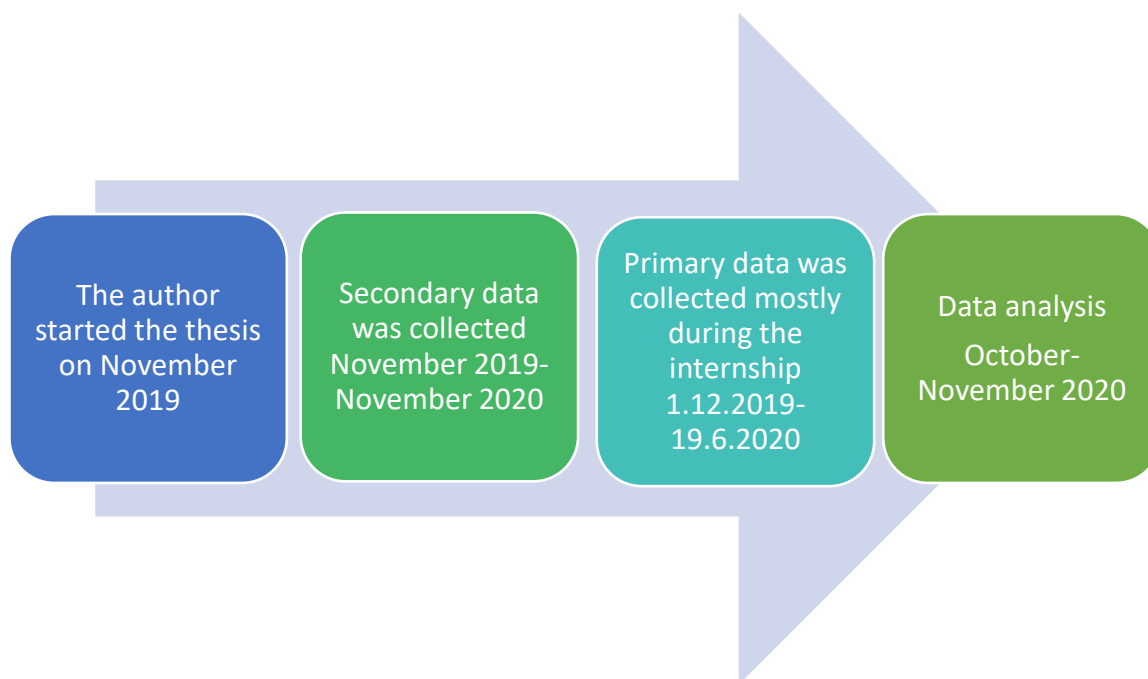 The author
started the thesis
on November
2019
Secondary data
was collected
November 2019-
November 2020
Primary data was
collected mostly
during the
internship
1.12.2019-
19.6.2020
Data analysis
October-
November 2020